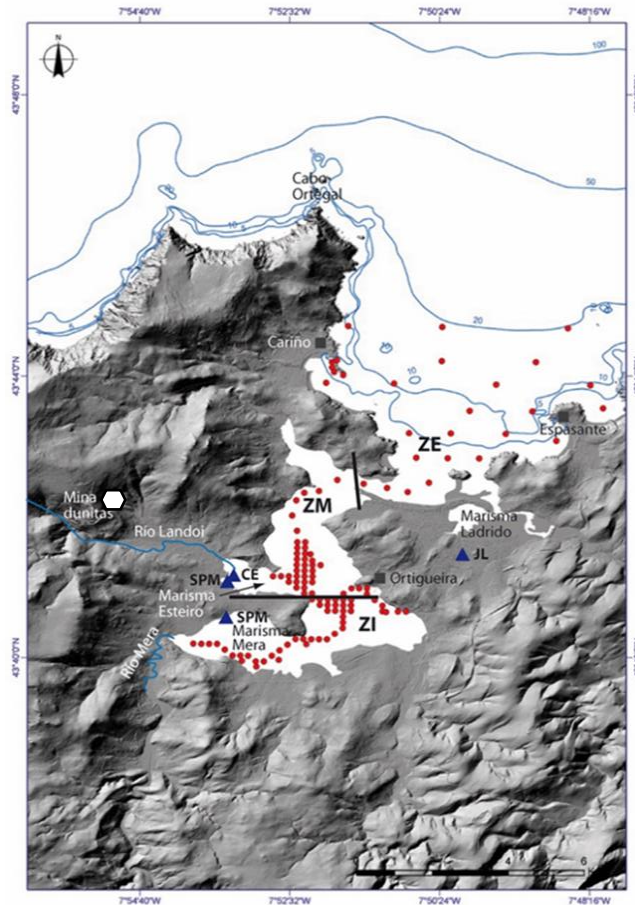 7°54'40"W 7°52'32"W 7°50'24"W 7°48'16"W
N
100
43°48'0"N
50
Cabo
Ortegal
10
5
20
Cariño
10
10
43°44'0"N
5
Espasante
ZE
Mina
dunitas
ZM
Marisma
Ladrido
Río Landoi
JL
CE
SPM
Ortigueira
Marisma
Esteiro
SPM
ZI
Marisma
Mera
Río Mera
43°40'0"N
4 6
7°54'40"W 7°52'32"W 7°50'24"W 7°48'16"W